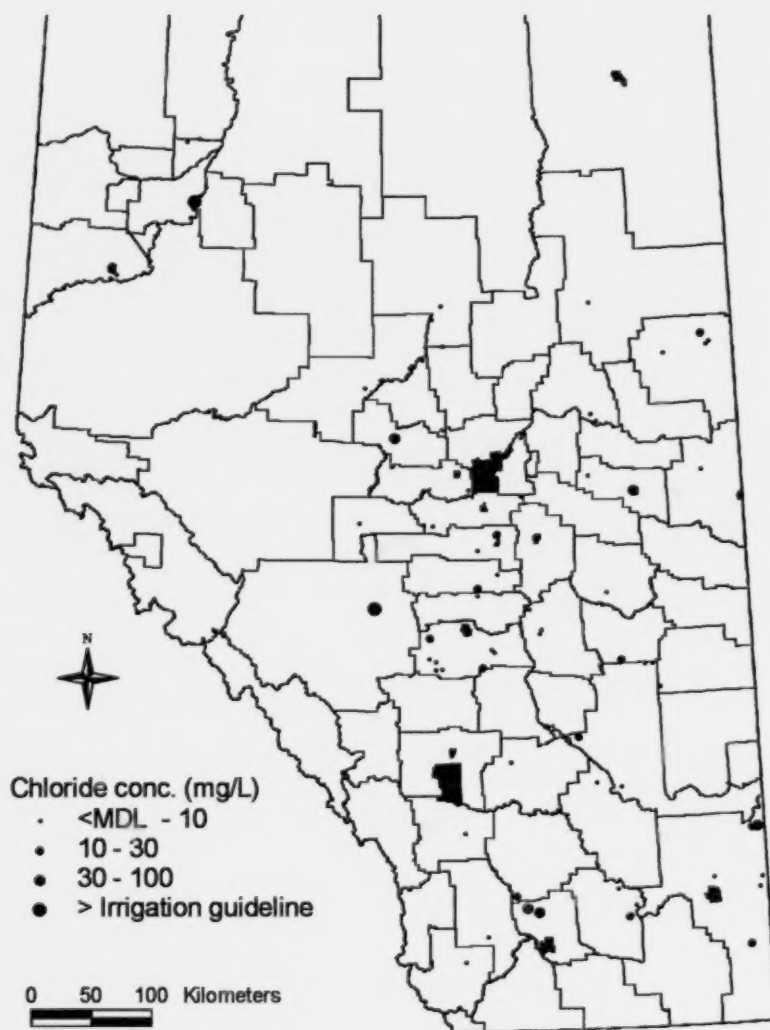 N
Chloride conc. (mg/L)
<MDL - 10
10 - 30
30 - 100
> Irrigation guideline
0 50 100 Kilometers